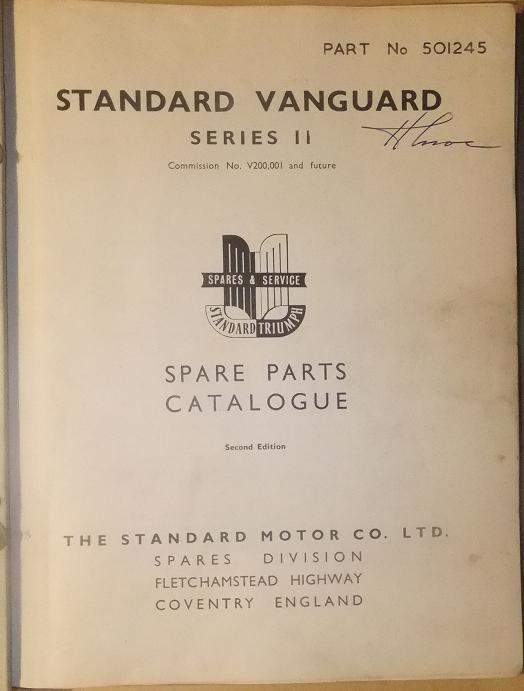 PART No 501245
STANDARD VANGUARD
SERIES II
Commission No. V200,001 and future
SPARES & SERVICE
STANDARD TRIUMPH
SPARE PARTS
CATALOGUE
Second Edition
THE STANDARD MOTOR CO. LTD.
SPARES DIVISION
FLETCHAMSTEAD HIGHWAY
COVENTRY ENGLAND